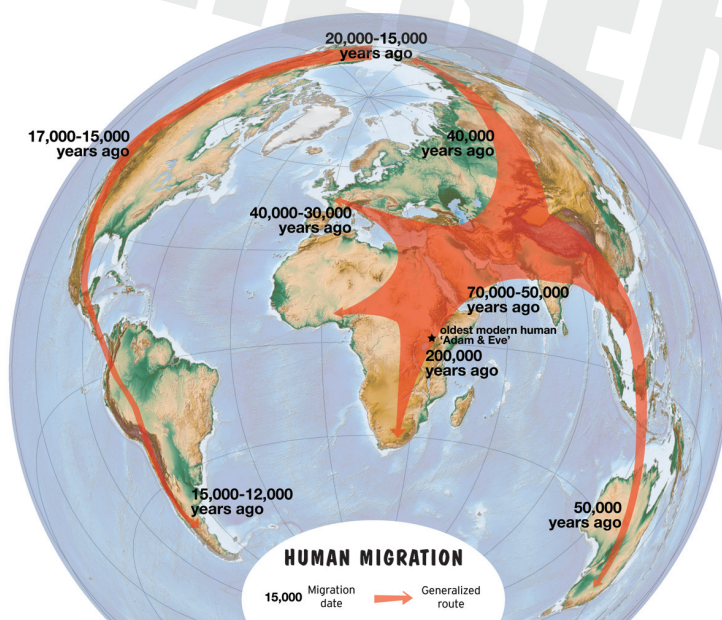 20,000-15,000
years ago
17,000-15,000
years ago
40,000
years ago
40,000-30,000
years ago
70,000-50,000
years ago
oldest modern human
'Adam & Eve'
200,000
years ago
15,000-12,000
years ago
50,000
years ago
HUMAN MIGRATION
15,000 Migration
date
Generalized
route